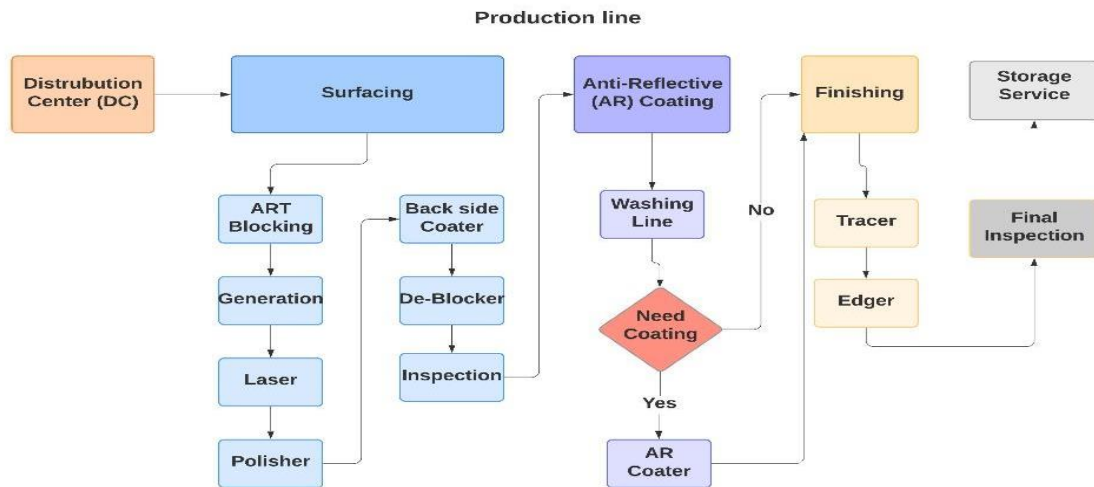 Production line
Distrubution
Center (DC)
Surfacing
Anti-Reflective
(AR) Coating
Finishing
Storage
Service
ART
Blocking
Generation
Laser
Polisher
Back side
Coater
De-Blocker
Inspection
Washing
Line
Need
Coating
No
Yes
AR
Coater
Tracer
Edger
Final
Inspection